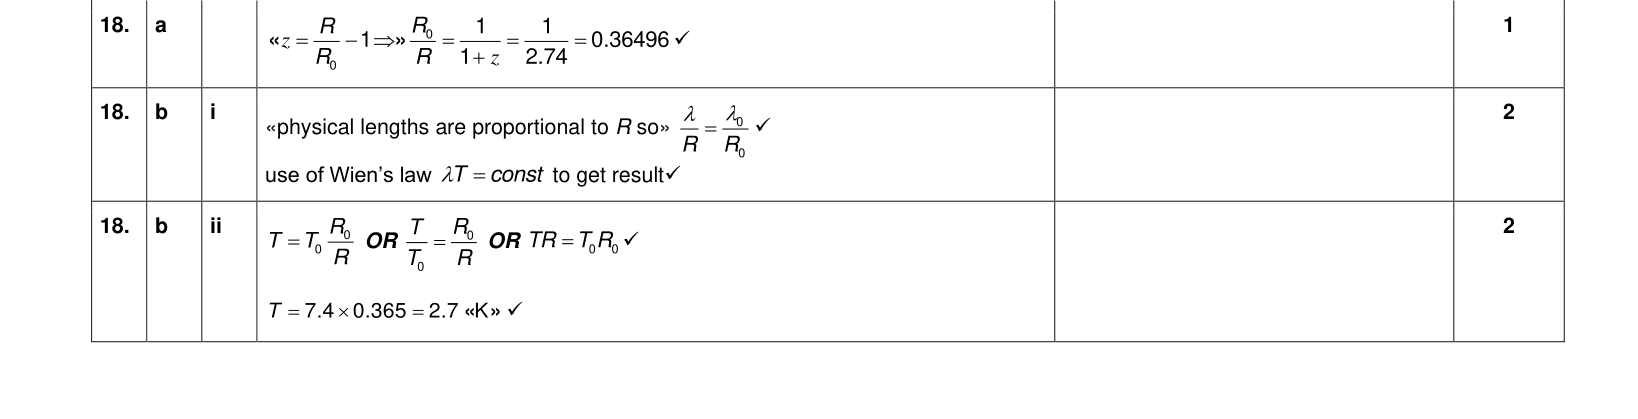 18. a «z = R/R₀ − 1 ⇒» R₀/R = 1/(1+z) = 1/2.74 = 0.36496 ✓ 1
18. b i «physical lengths are proportional to R so» λ/R = λ₀/R₀ ✓ 2
use of Wien's law λT = const to get result✓
18. b ii T = T₀ R₀/R OR T/T₀ = R₀/R OR TR = T₀R₀ ✓ 2
T = 7.4 × 0.365 = 2.7 «K» ✓